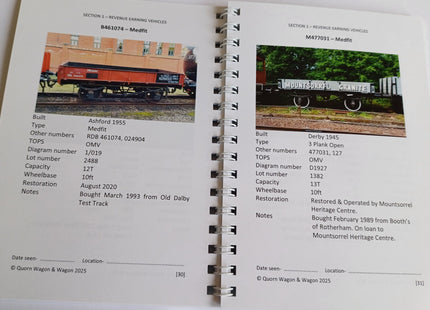 SECTION 1 – REVENUE EARNING VEHICLES
B461074 – Medfit
Built Ashford 1955
Type Medfit
Other numbers RDB 461074, 024904
TOPS OMV
Diagram number 1/019
Lot number 2488
Capacity 12T
Wheelbase 10ft
Restoration August 2020
Notes Bought March 1993 from Old Dalby
Test Track
Date seen- Location-
© Quorn Wagon & Wagon 2025
[30]
SECTION 1 – REVENUE EARNING VEHICLES
M477031 – Medfit
MOUNTSORREL GRANITE
Built Derby 1945
Type 3 Plank Open
Other numbers 477031, 127
TOPS OMV
Diagram number D1927
Lot number 1382
Capacity 13T
Wheelbase 10ft
Restoration Restored & Operated by Mountsorrel
Heritage Centre.
Notes Bought February 1989 from Booth's
of Rotherham. On loan to
Mountsorrel Heritage Centre.
Date seen- Location-
© Quorn Wagon & Wagon 2025
[31]